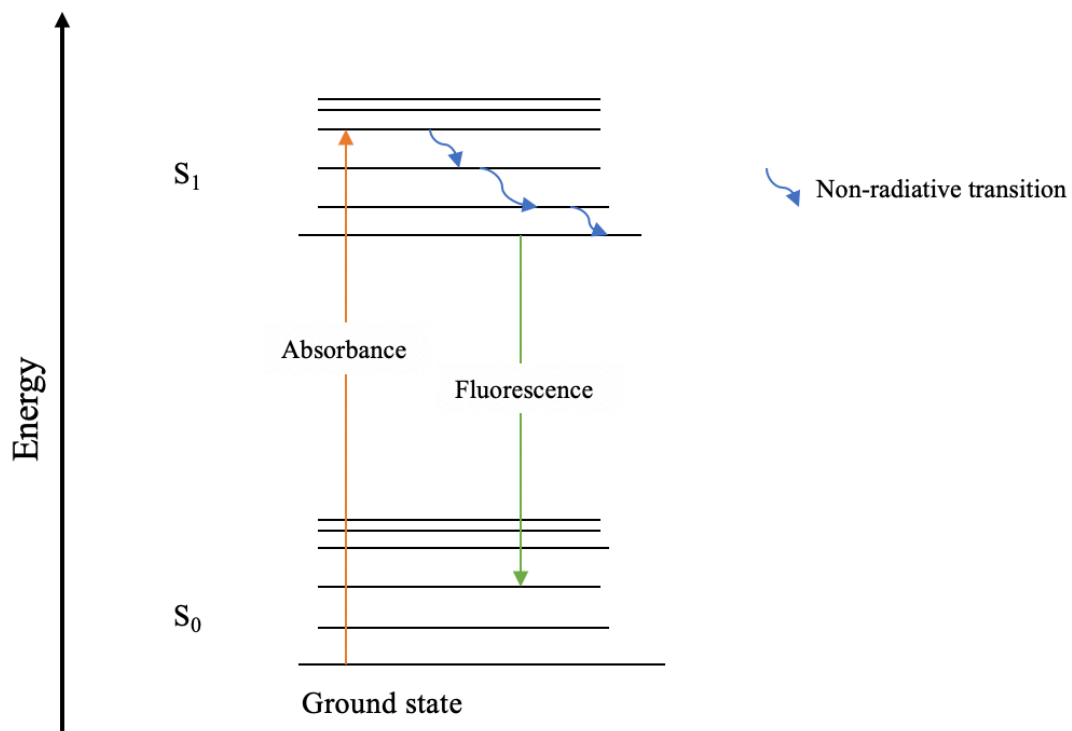 S₁
Non-radiative transition
Absorbance
Fluorescence
Energy
S₀
Ground state